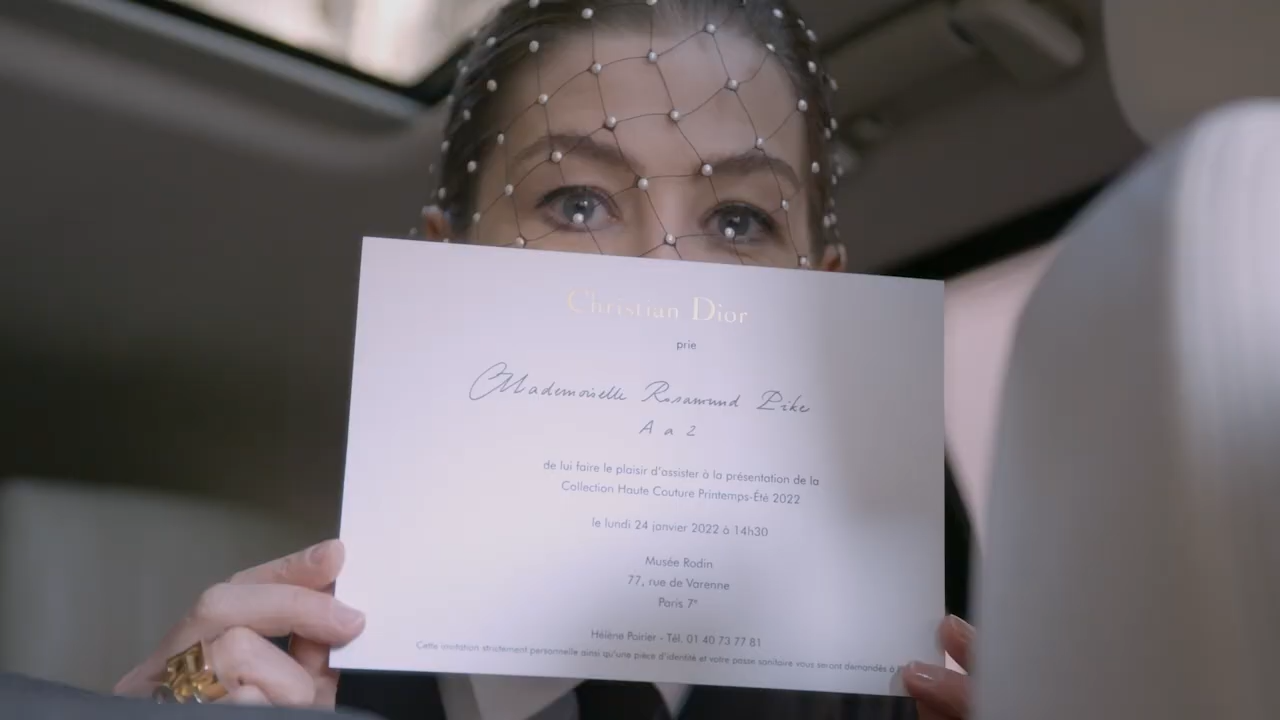 Christian Dior
prie
Mademoiselle Rosamund Pike
A a 2
de lui faire le plaisir d'assister à la présentation de la
Collection Haute Couture Printemps-Été 2022
le lundi 24 janvier 2022 à 14h30
Musée Rodin
77, rue de Varenne
Paris 7e
Hélène Poirier - Tél. 01 40 73 77 81
Cette invitation strictement personnelle ainsi qu'une pièce d'identité et votre passe sanitaire vous seront demandés à